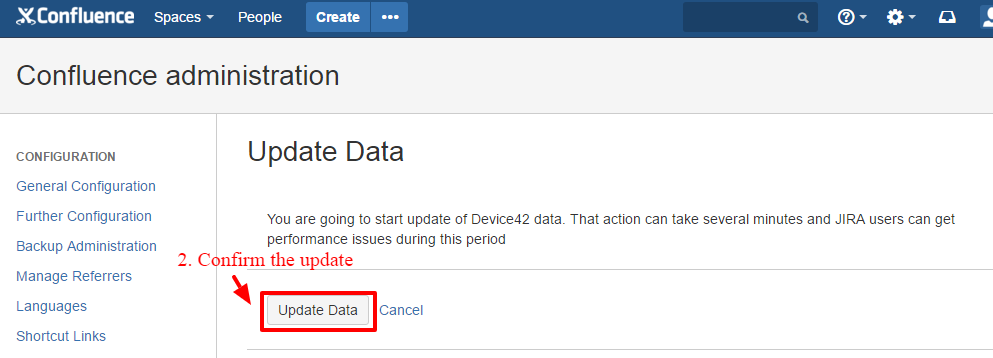 Confluence Spaces People Create •••
Confluence administration
CONFIGURATION
General Configuration
Further Configuration
Backup Administration
Manage Referrers
Languages
Shortcut Links
Update Data
You are going to start update of Device42 data. That action can take several minutes and JIRA users can get
performance issues during this period
2. Confirm the update
Update Data Cancel